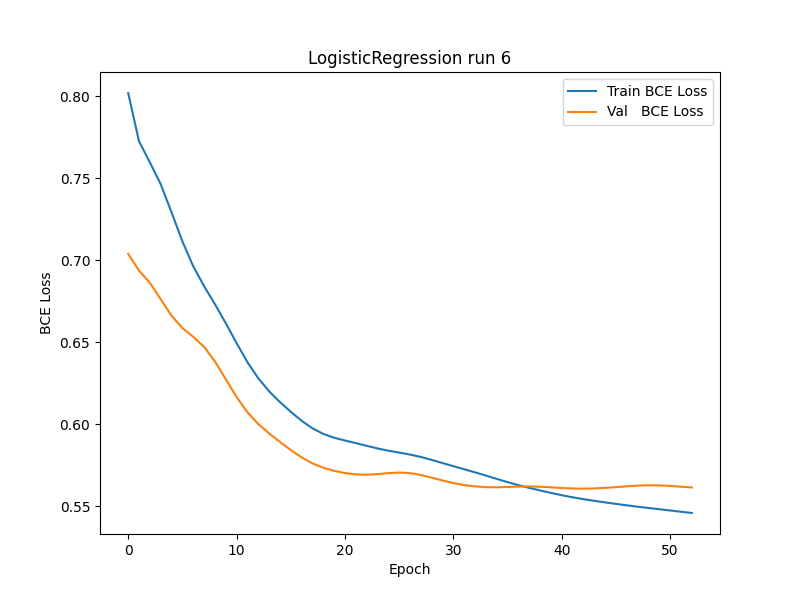 LogisticRegression run 6
Train BCE Loss
Val   BCE Loss
BCE Loss
0.80
0.75
0.70
0.65
0.60
0.55
0 10 20 30 40 50
Epoch